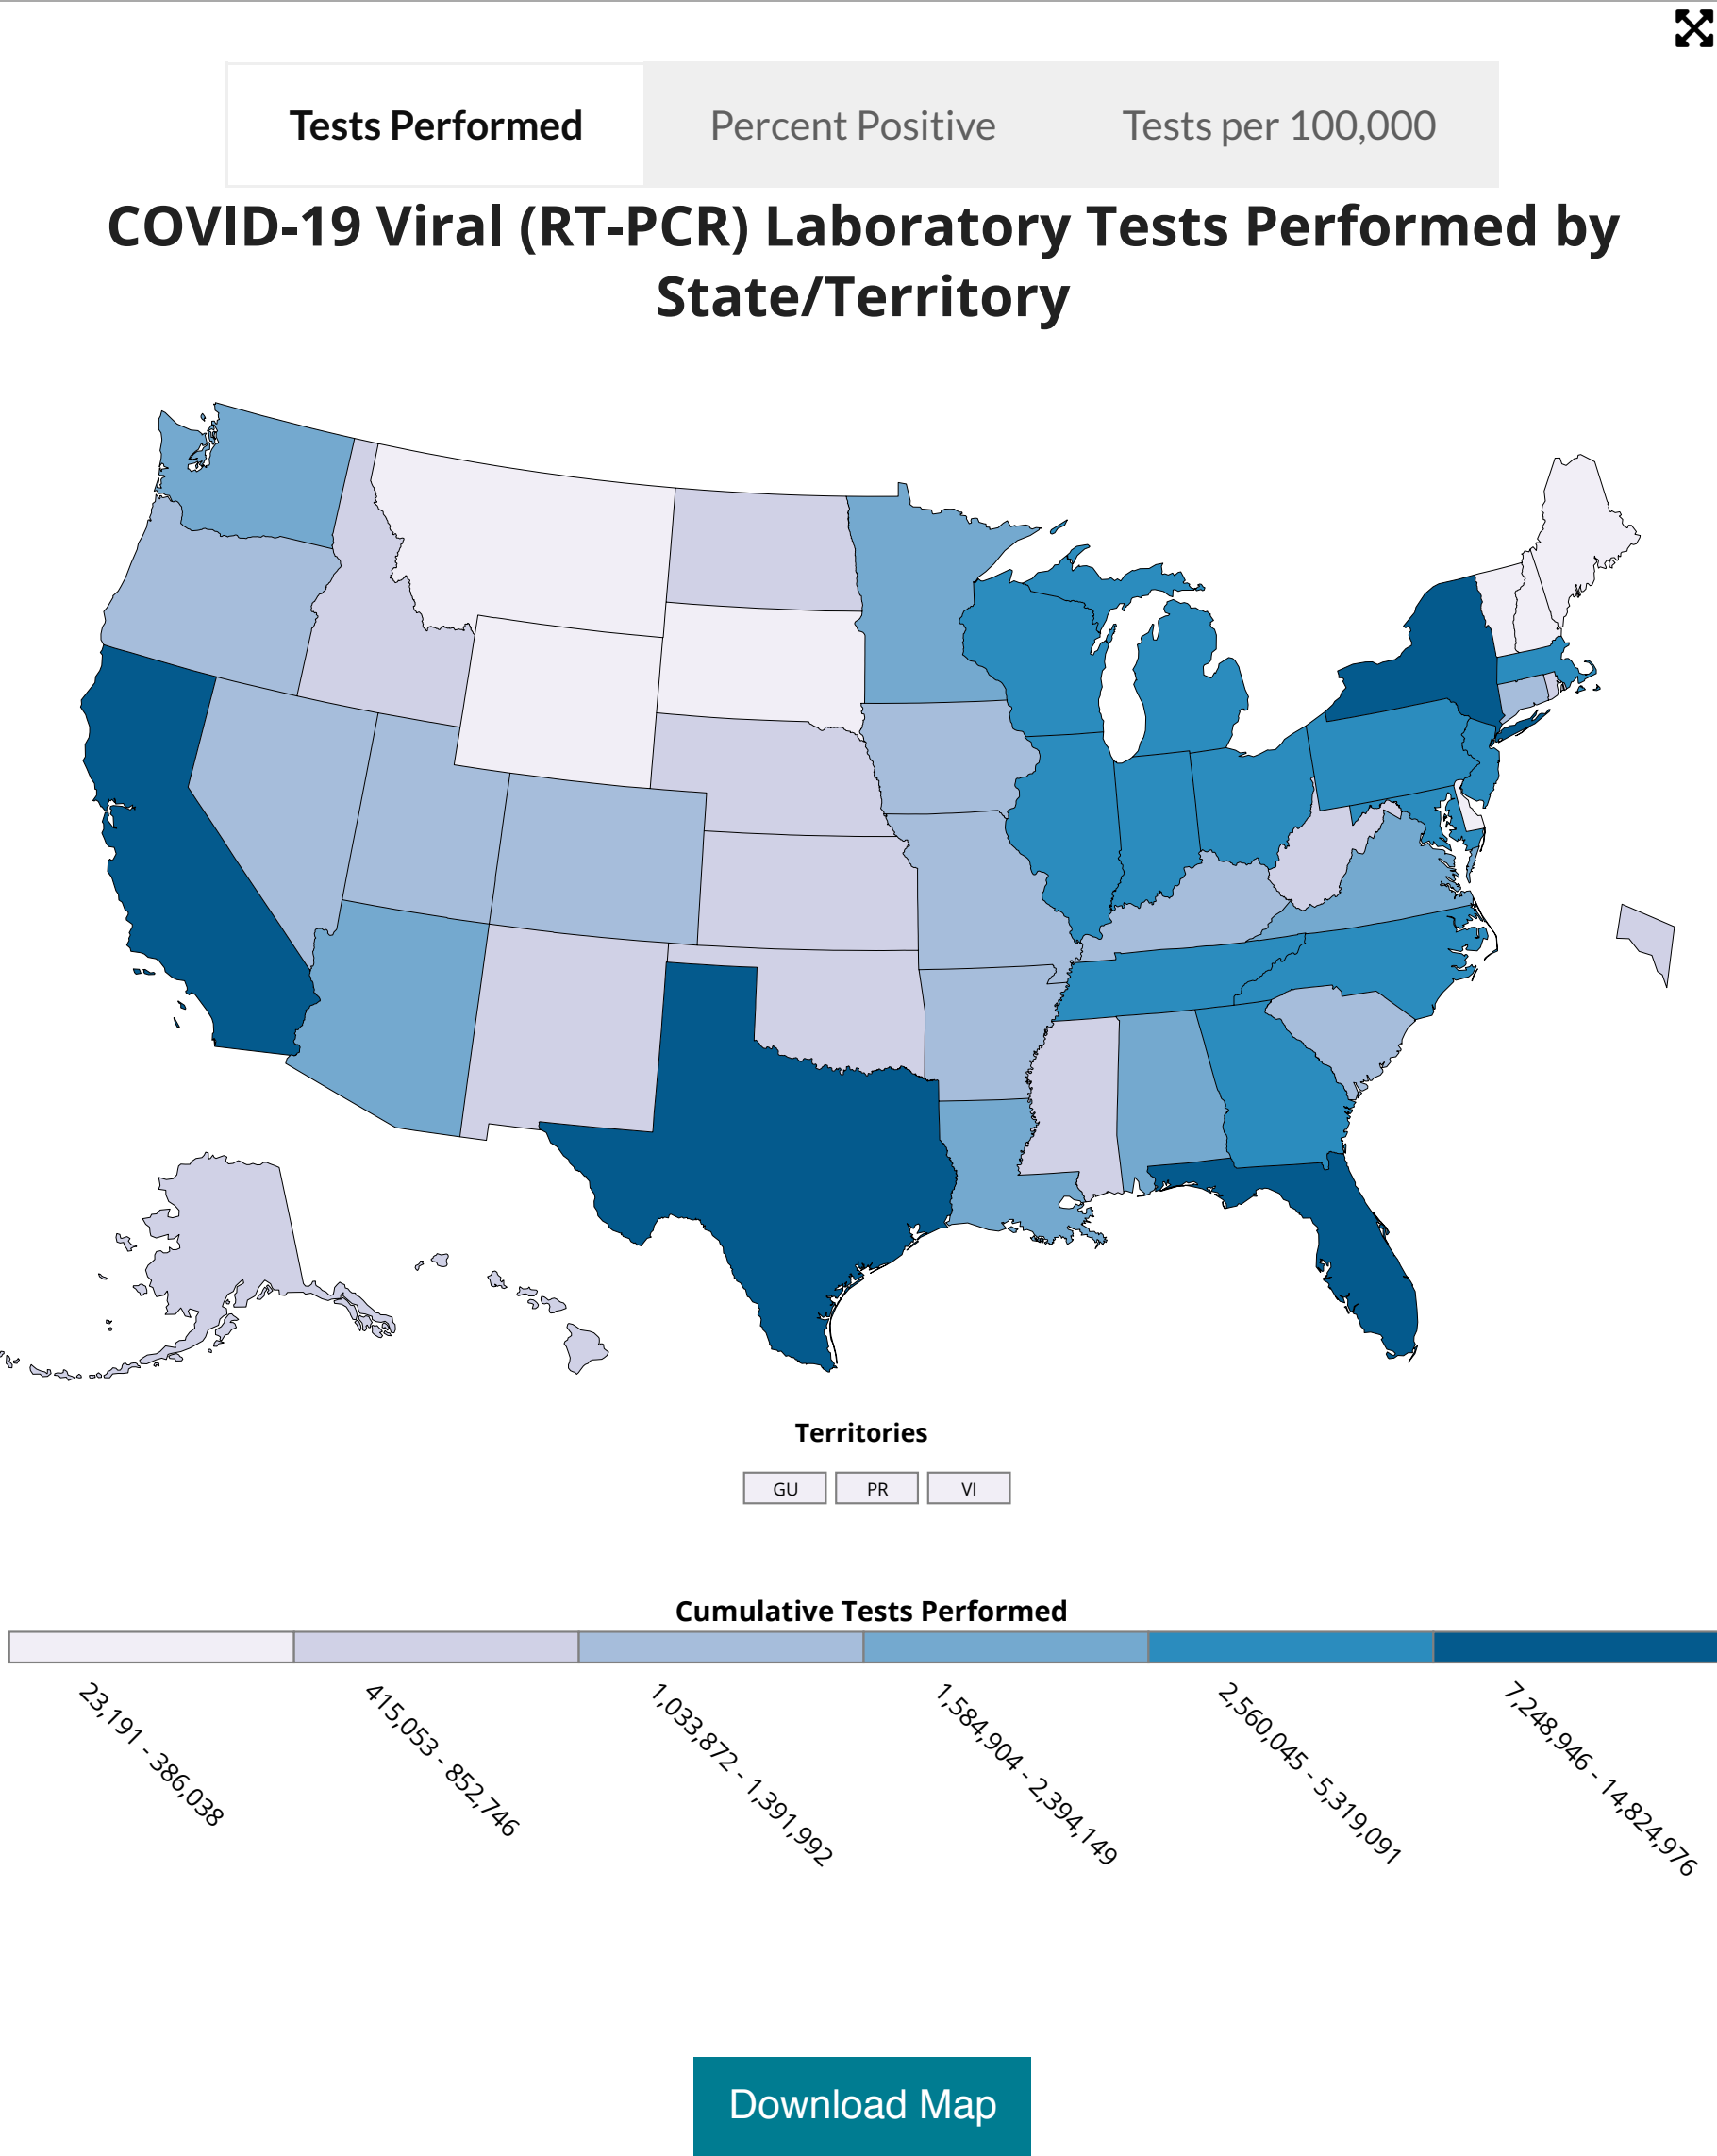 Tests Performed
Percent Positive
Tests per 100,000
COVID-19 Viral (RT-PCR) Laboratory Tests Performed by
State/Territory
Territories
GU
PR
VI
Cumulative Tests Performed
23,191 - 386,038
415,053 - 852,746
1,033,872 - 1,391,992
1,584,904 - 2,394,149
2,560,045 - 5,319,091
7,248,946 - 14,824,976
Download Map